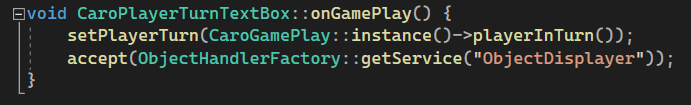 void CaroPlayerTurnTextBox::onGamePlay() {
    setPlayerTurn(CaroGamePlay::instance()->playerInTurn());
    accept(ObjectHandlerFactory::getService("ObjectDisplayer"));
}